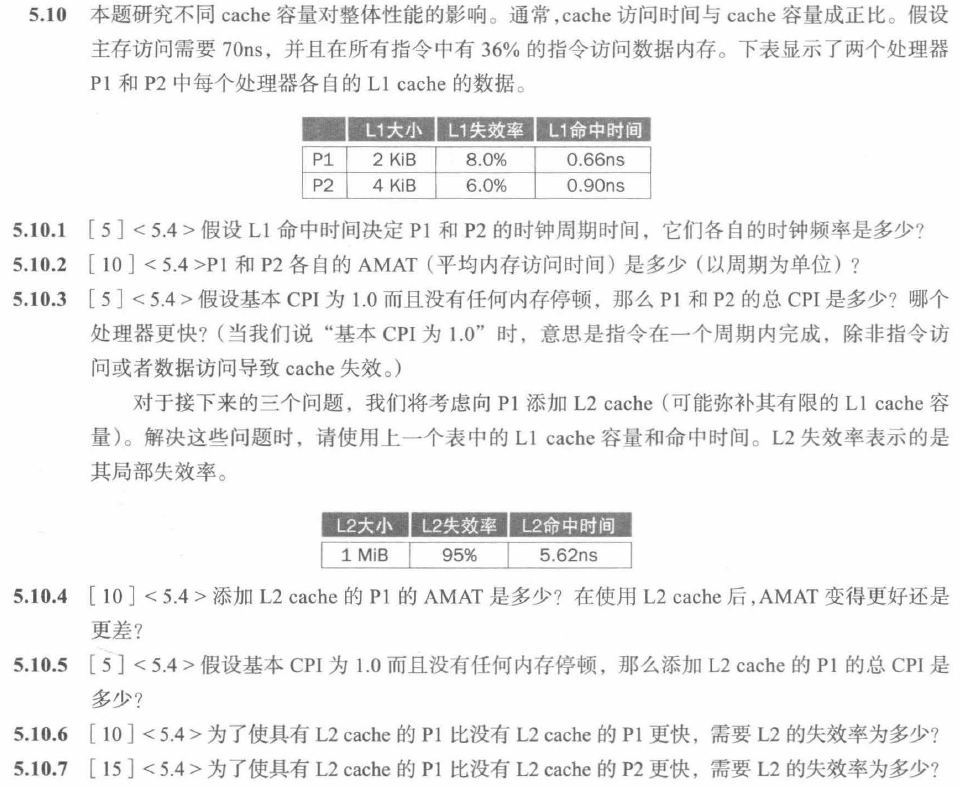 5.10 本题研究不同 cache 容量对整体性能的影响。通常,cache 访问时间与 cache 容量成正比。假设
主存访问需要 70ns，并且在所有指令中有 36% 的指令访问数据内存。下表显示了两个处理器
P1 和 P2 中每个处理器各自的 L1 cache 的数据。
L1大小 L1失效率 L1命中时间
P1 2 KiB 8.0% 0.66ns
P2 4 KiB 6.0% 0.90ns
5.10.1 ［5］< 5.4 > 假设 L1 命中时间决定 P1 和 P2 的时钟周期时间，它们各自的时钟频率是多少？
5.10.2 ［10］< 5.4 >P1 和 P2 各自的 AMAT（平均内存访问时间）是多少（以周期为单位）？
5.10.3 ［5］< 5.4 > 假设基本 CPI 为 1.0 而且没有任何内存停顿，那么 P1 和 P2 的总 CPI 是多少？哪个
处理器更快？（当我们说“基本 CPI 为 1.0”时，意思是指令在一个周期内完成，除非指令访
问或者数据访问导致 cache 失效。）
对于接下来的三个问题，我们将考虑向 P1 添加 L2 cache（可能弥补其有限的 L1 cache 容
量）。解决这些问题时，请使用上一个表中的 L1 cache 容量和命中时间。L2 失效率表示的是
其局部失效率。
L2大小 L2失效率 L2命中时间
1 MiB 95% 5.62ns
5.10.4 ［10］< 5.4 > 添加 L2 cache 的 P1 的 AMAT 是多少？在使用 L2 cache 后,AMAT 变得更好还是
更差？
5.10.5 ［5］< 5.4 > 假设基本 CPI 为 1.0 而且没有任何内存停顿，那么添加 L2 cache 的 P1 的总 CPI 是
多少？
5.10.6 ［10］< 5.4 > 为了使具有 L2 cache 的 P1 比没有 L2 cache 的 P1 更快，需要 L2 的失效率为多少？
5.10.7 ［15］< 5.4 > 为了使具有 L2 cache 的 P1 比没有 L2 cache 的 P2 更快，需要 L2 的失效率为多少？